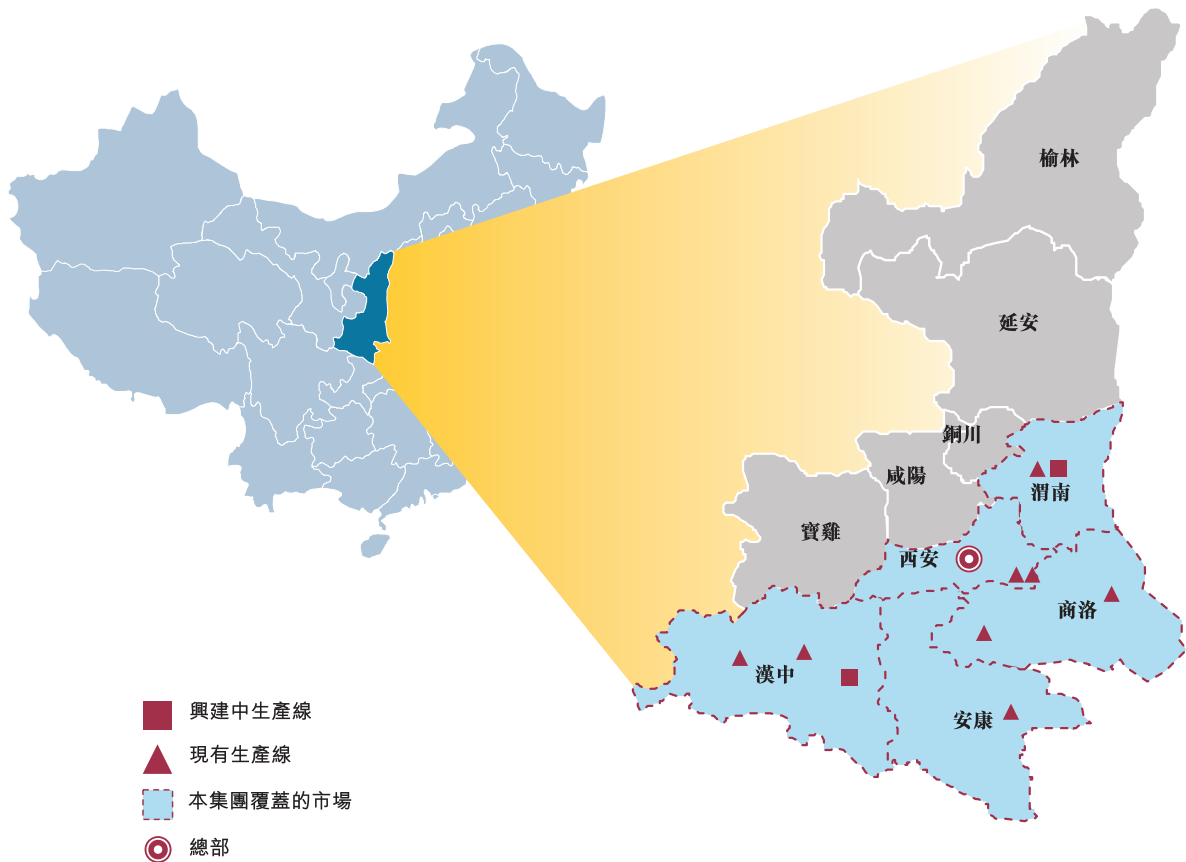 榆林
延安
銅川
咸陽
渭南
寶雞
西安
商洛
漢中
安康
興建中生產線
現有生產線
本集團覆蓋的市場
總部